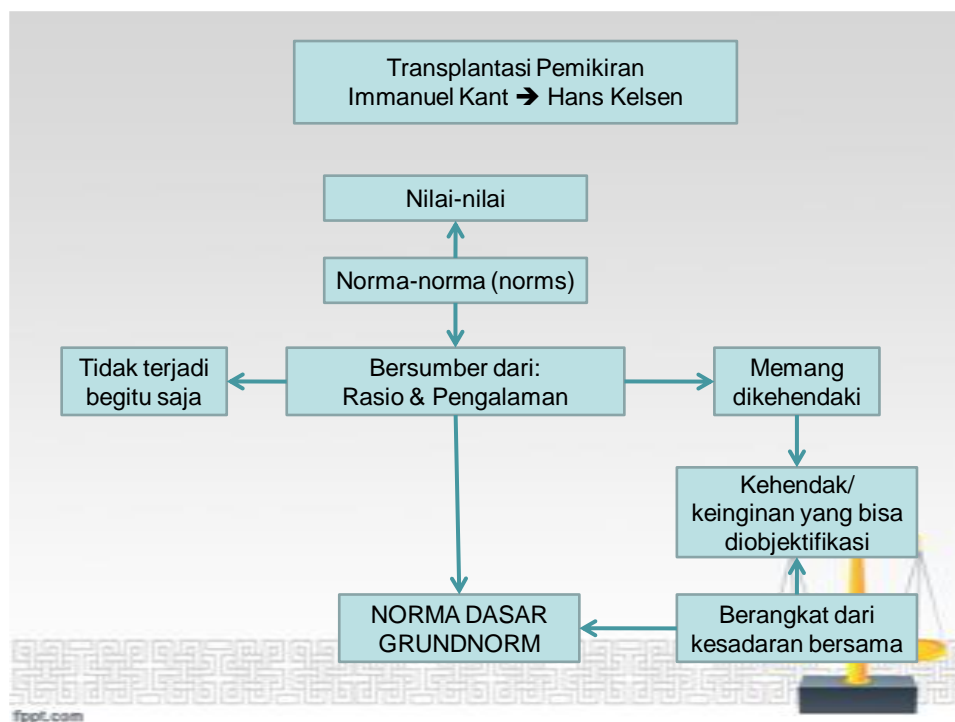 Transplantasi Pemikiran
Immanuel Kant ➔ Hans Kelsen
Nilai-nilai
Norma-norma (norms)
Tidak terjadi
begitu saja
Bersumber dari:
Rasio & Pengalaman
Memang
dikehendaki
Kehendak/
keinginan yang bisa
diobjektifikasi
NORMA DASAR
GRUNDNORM
Berangkat dari
kesadaran bersama
fppt.com